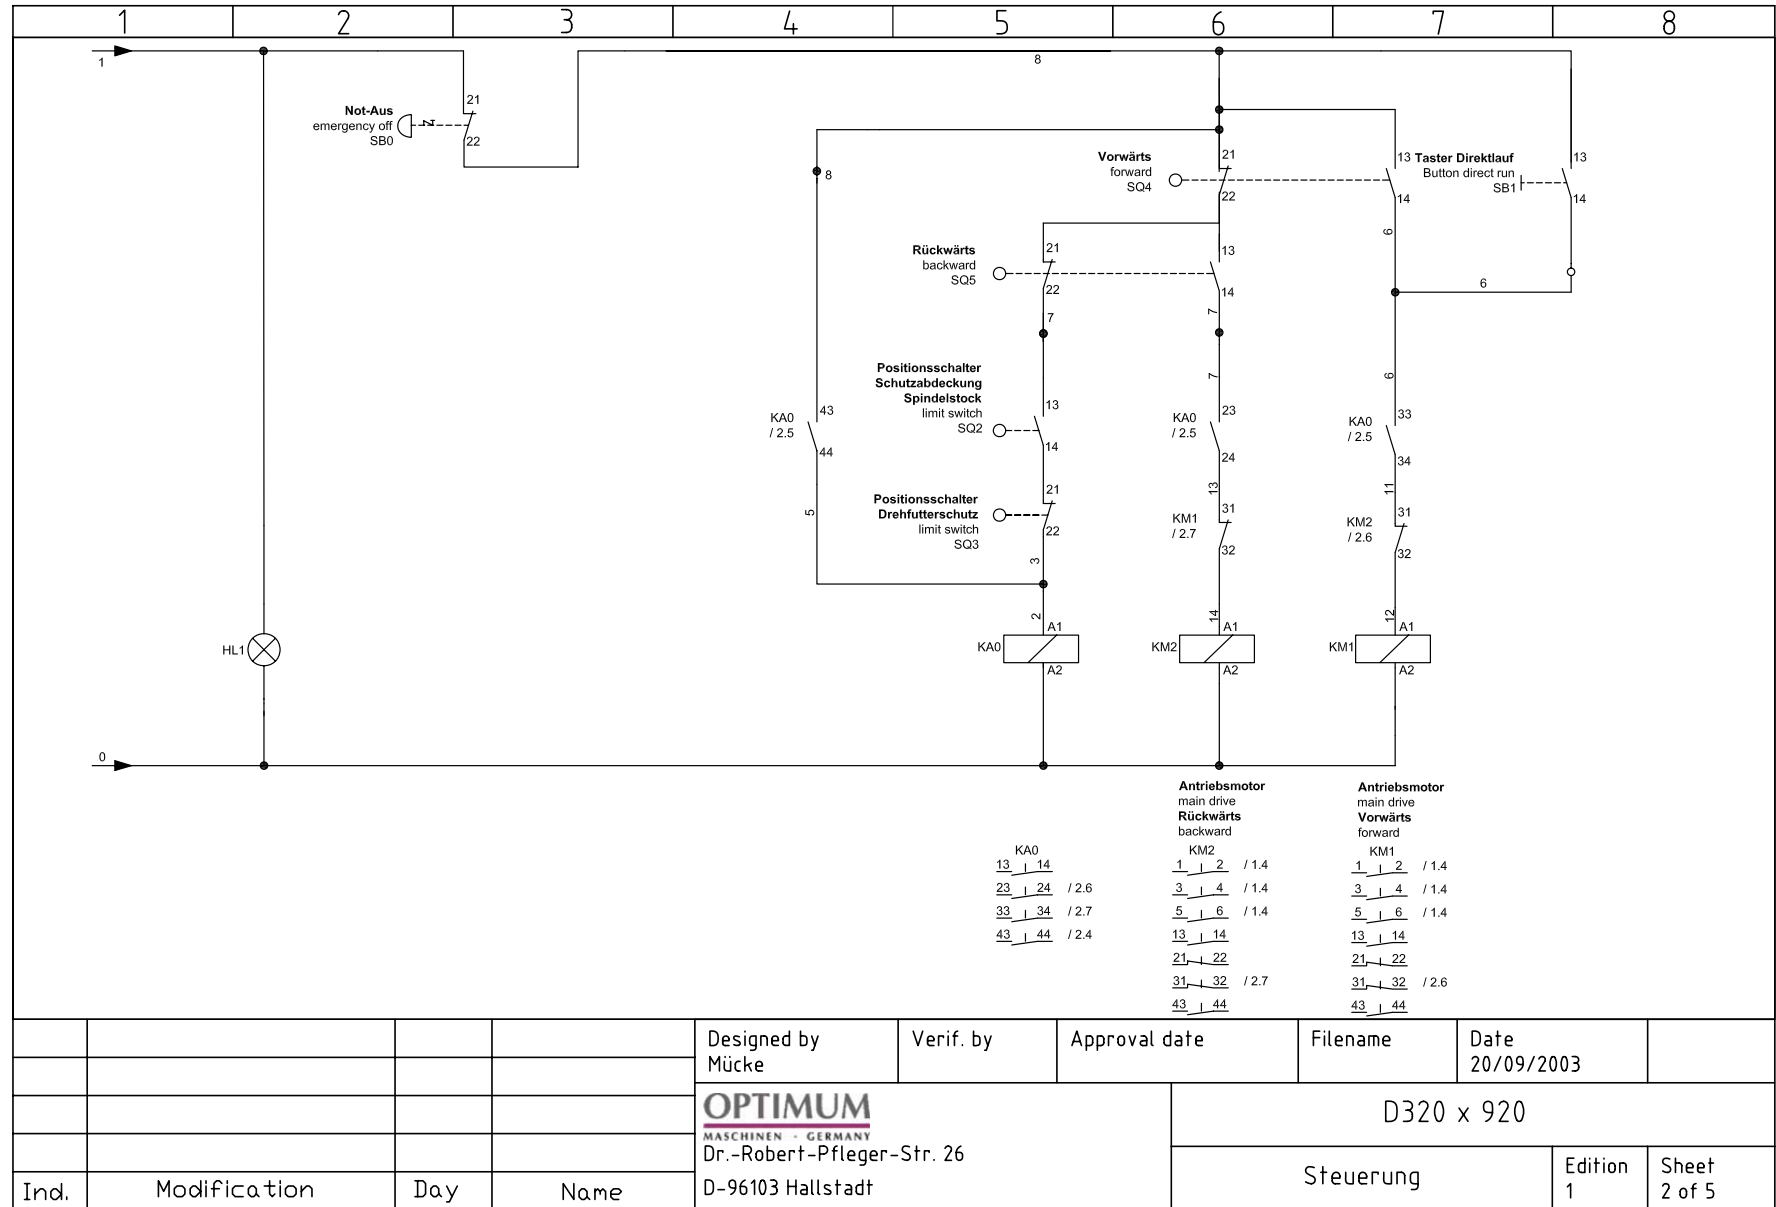 1 2 3 4 5 6 7 8
1
8
Not-Aus
emergency off
SB0
21
22
8
Vorwärts
forward
SQ4
21
22
13
14
Taster Direktlauf
Button direct run
SB1
13
14
6
6
Rückwärts
backward
SQ5
21
22
13
14
7
7
7
6
Positionsschalter
Schutzabdeckung
Spindelstock
limit switch
SQ2
13
14
KA0
/ 2.5
43
44
KA0
/ 2.5
23
24
KA0
/ 2.5
33
34
5
Positionsschalter
Drehfutterschutz
limit switch
SQ3
21
22
3
13
KM1
/ 2.7
31
32
11
KM2
/ 2.6
31
32
2
14
12
HL1
KA0
A1
A2
KM2
A1
A2
KM1
A1
A2
0
Antriebsmotor
main drive
Rückwärts
backward
Antriebsmotor
main drive
Vorwärts
forward
KA0
13 14
23 24 / 2.6
33 34 / 2.7
43 44 / 2.4
KM2
1 2 / 1.4
3 4 / 1.4
5 6 / 1.4
13 14
21 22
31 32 / 2.7
43 44
KM1
1 2 / 1.4
3 4 / 1.4
5 6 / 1.4
13 14
21 22
31 32 / 2.6
43 44
Designed by
Mücke
Verif. by
Approval date
Filename
Date
20/09/2003
OPTIMUM
MASCHINEN - GERMANY
Dr.-Robert-Pfleger-Str. 26
D-96103 Hallstadt
D320 x 920
Steuerung
Edition
1
Sheet
2 of 5
Ind. Modification Day Name